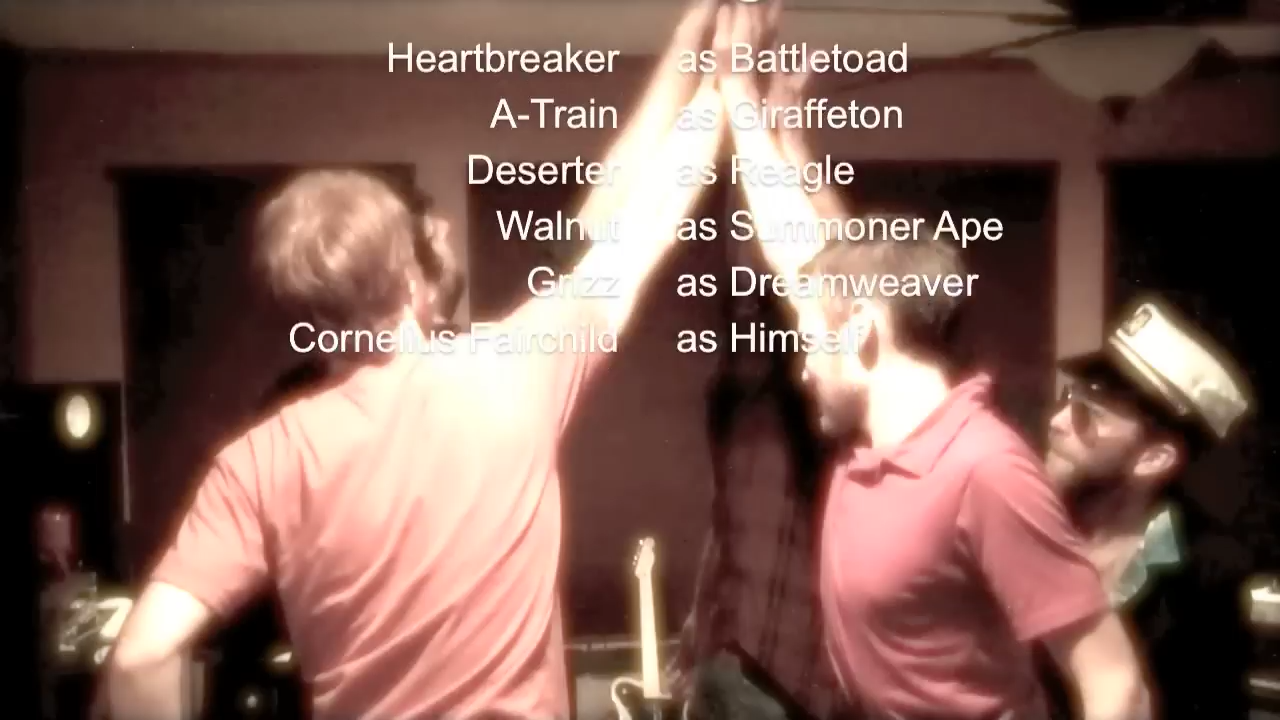 Heartbreaker as Battletoad
A-Train as Giraffeton
Deserter as Reagle
Walnut as Summoner Ape
Grizz as Dreamweaver
Cornelius Fairchild as Himself